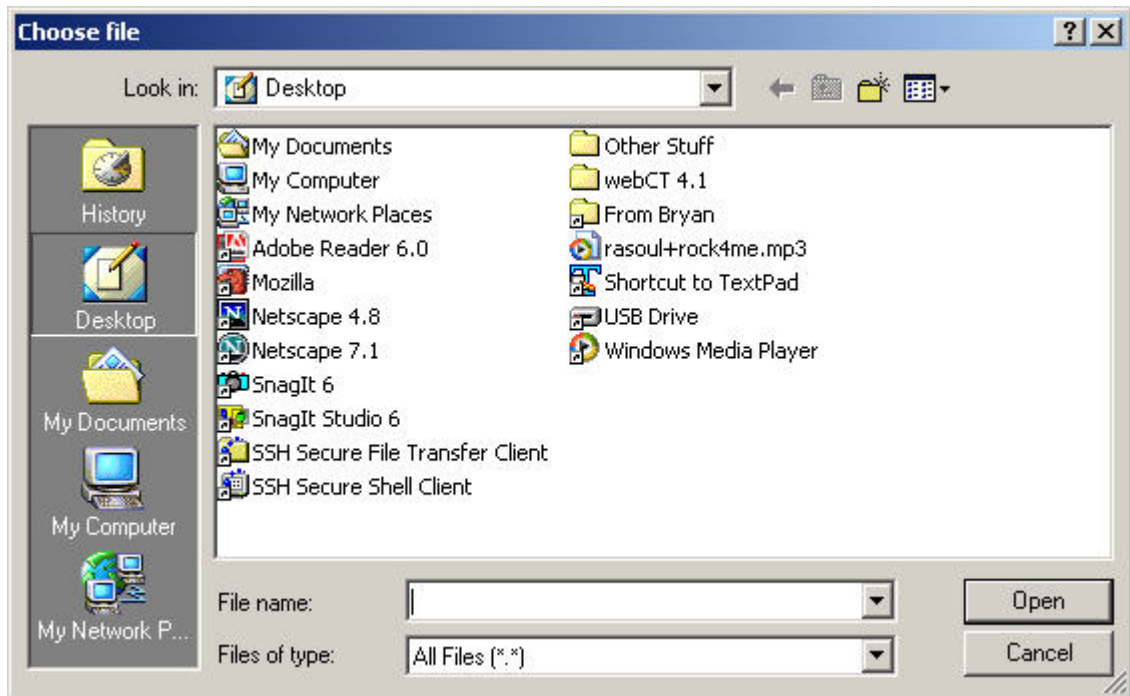 Choose file
Look in: Desktop
History
Desktop
My Documents
My Computer
My Network P...
My Documents
My Computer
My Network Places
Adobe Reader 6.0
Mozilla
Netscape 4.8
Netscape 7.1
SnagIt 6
SnagIt Studio 6
SSH Secure File Transfer Client
SSH Secure Shell Client
Other Stuff
webCT 4.1
From Bryan
rasoul+rock4me.mp3
Shortcut to TextPad
USB Drive
Windows Media Player
File name:
Open
Files of type: All Files (*.*)
Cancel